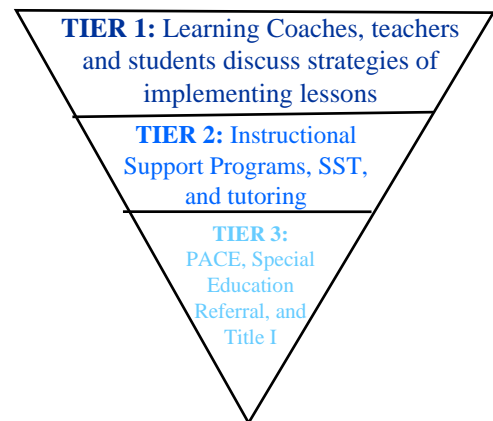 TIER 1: Learning Coaches, teachers
and students discuss strategies of
implementing lessons
TIER 2: Instructional
Support Programs, SST,
and tutoring
TIER 3:
PACE, Special
Education
Referral, and
Title I